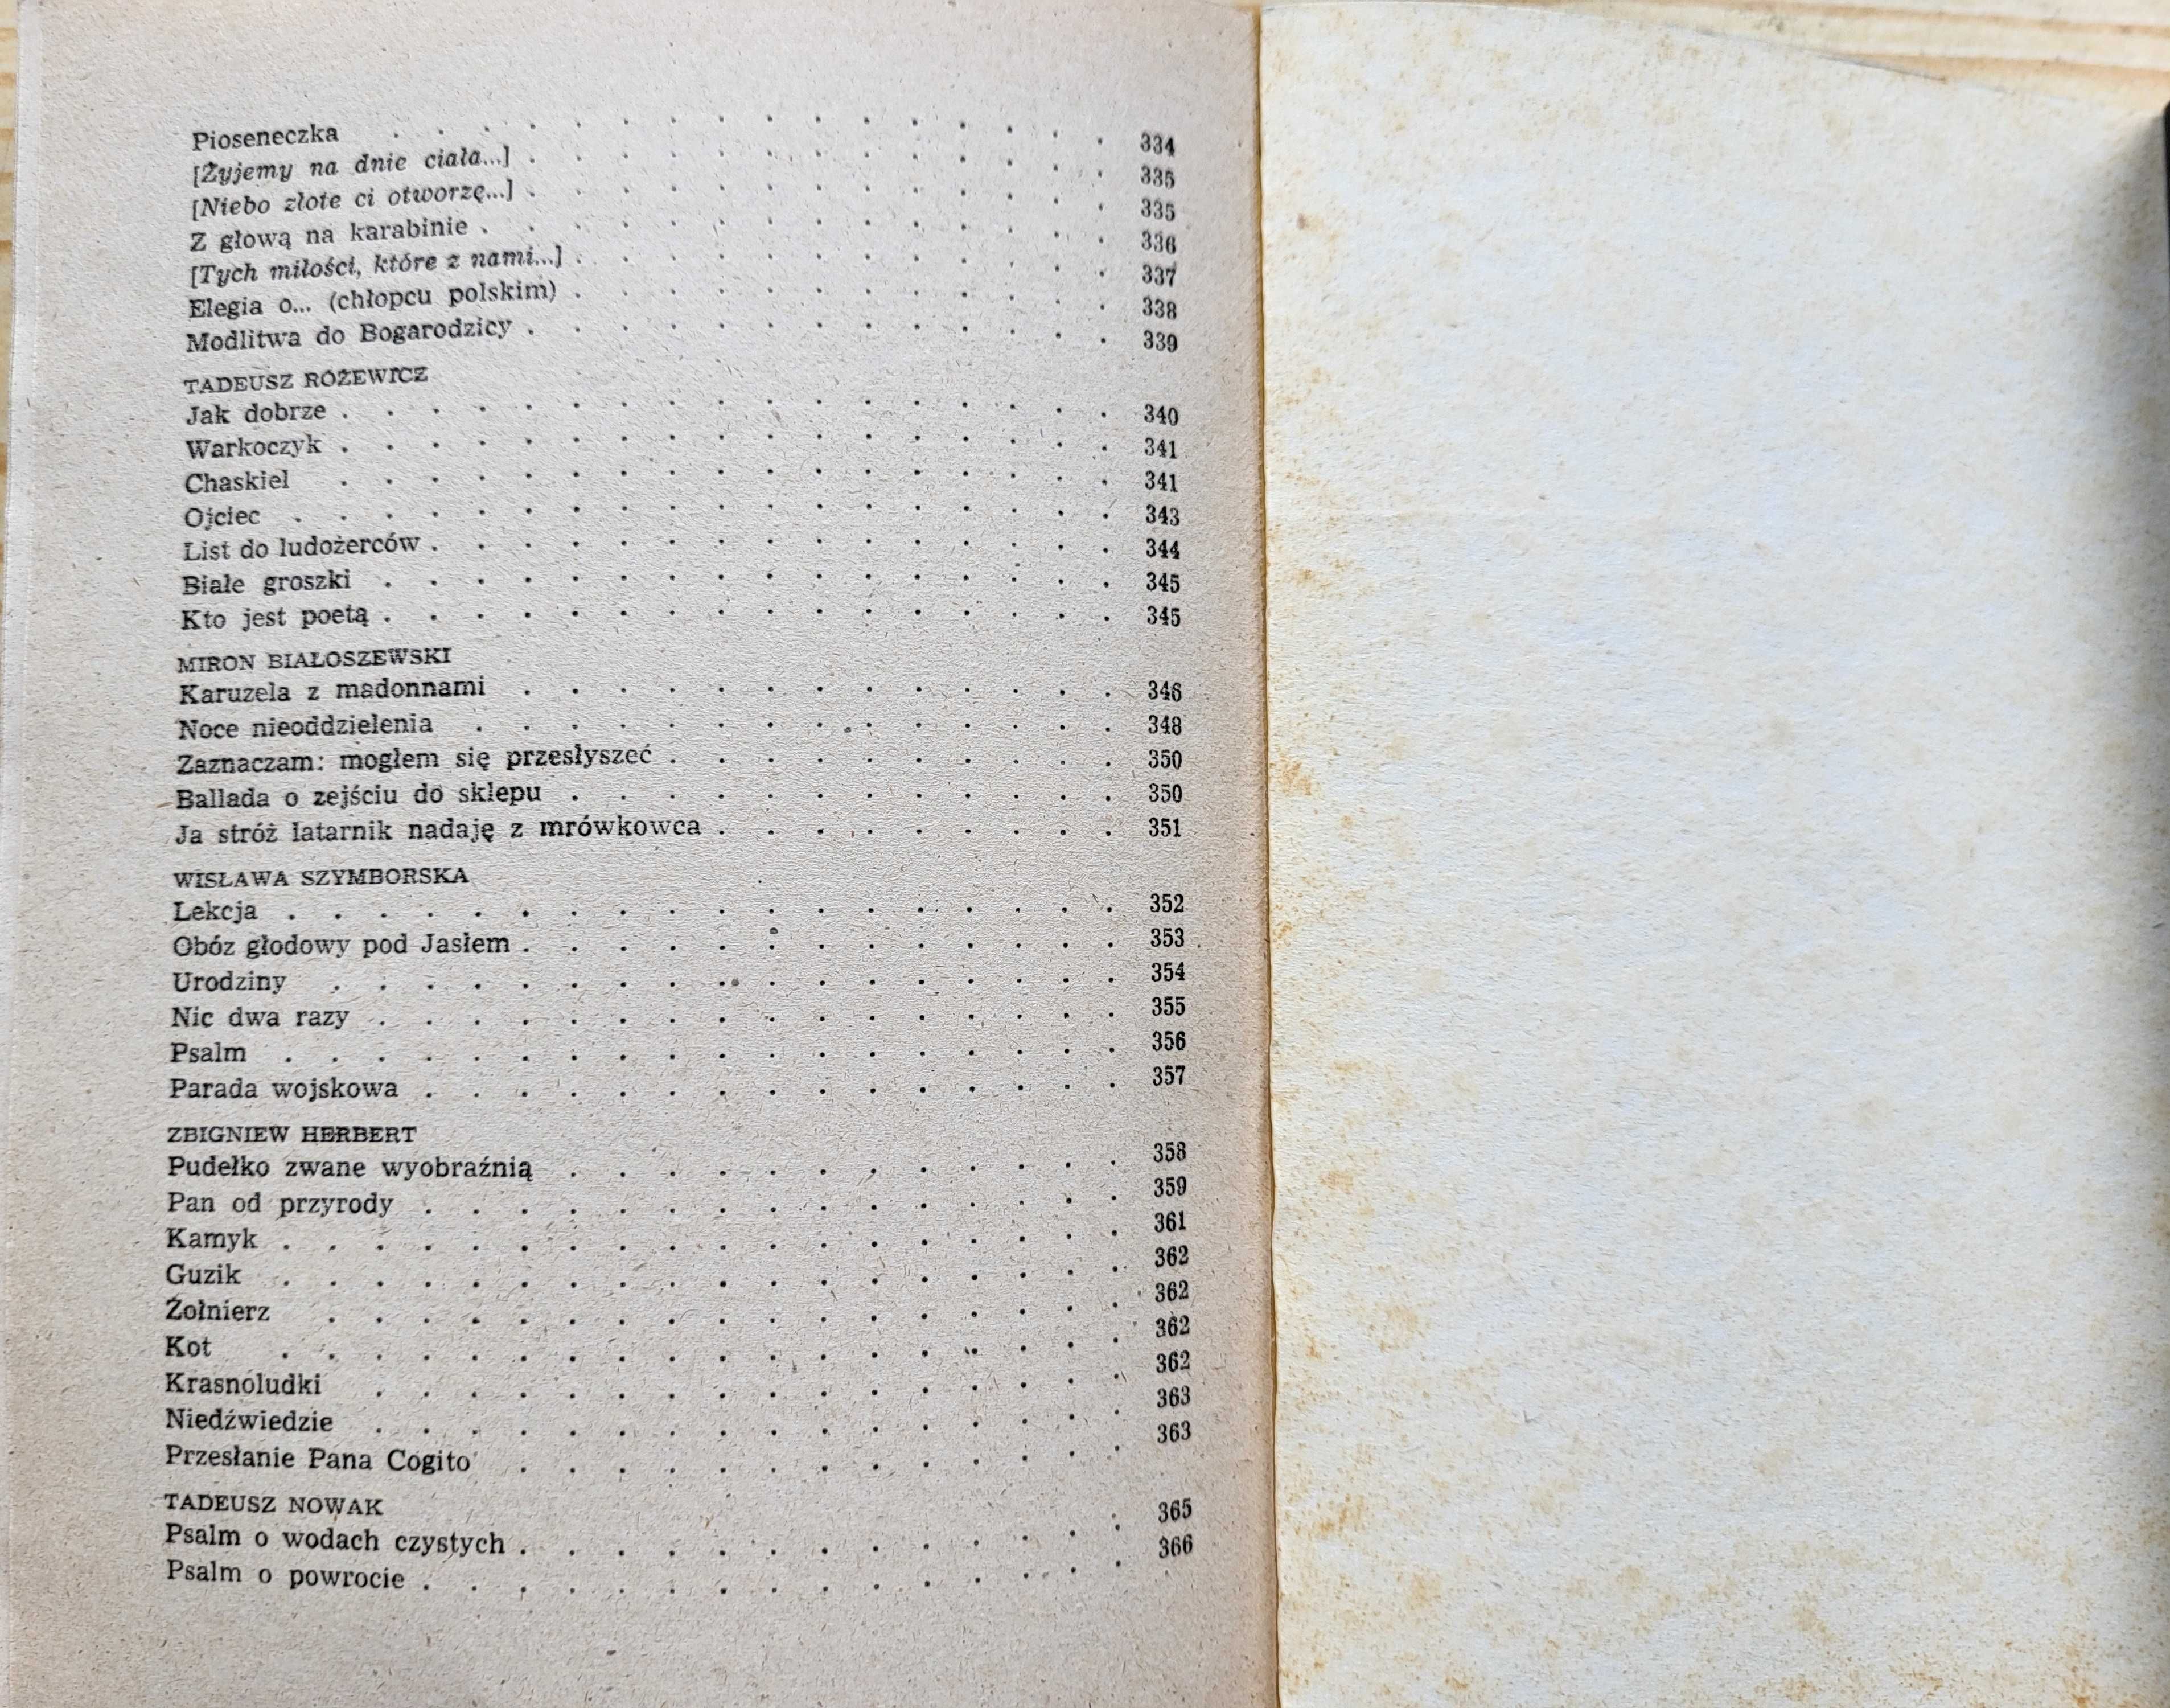 Pioseneczka . . . . . . . . . . . . . . . . 334
[Żyjemy na dnie ciała...] . . . . . . . . . . . . . 335
[Niebo złote ci otworzę...] . . . . . . . . . . . . . 335
Z głową na karabinie . . . . . . . . . . . . . . 336
[Tych miłości, które z nami...] . . . . . . . . . . . . 337
Elegia o... (chłopcu polskim) . . . . . . . . . . . . 338
Modlitwa do Bogarodzicy . . . . . . . . . . . . . 339
TADEUSZ RÓŻEWICZ
Jak dobrze . . . . . . . . . . . . . . . . . 340
Warkoczyk . . . . . . . . . . . . . . . . . 341
Chaskiel . . . . . . . . . . . . . . . . . 341
Ojciec . . . . . . . . . . . . . . . . . . 343
List do ludożerców . . . . . . . . . . . . . . . 344
Białe groszki . . . . . . . . . . . . . . . . 345
Kto jest poetą . . . . . . . . . . . . . . . . 345
MIRON BIAŁOSZEWSKI
Karuzela z madonnami . . . . . . . . . . . . . 346
Noce nieoddzielenia . . . . . . . . . . . . . . 348
Zaznaczam: mogłem się przesłyszeć . . . . . . . . . . 350
Ballada o zejściu do sklepu . . . . . . . . . . . . 350
Ja stróż latarnik nadaję z mrówkowca . . . . . . . . . 351
WISŁAWA SZYMBORSKA
Lekcja . . . . . . . . . . . . . . . . . . 352
Obóz głodowy pod Jasłem . . . . . . . . . . . . . 353
Urodziny . . . . . . . . . . . . . . . . . 354
Nic dwa razy . . . . . . . . . . . . . . . . 355
Psalm . . . . . . . . . . . . . . . . . . 356
Parada wojskowa . . . . . . . . . . . . . . . 357
ZBIGNIEW HERBERT
Pudełko zwane wyobraźnią . . . . . . . . . . . . 358
Pan od przyrody . . . . . . . . . . . . . . . 359
Kamyk . . . . . . . . . . . . . . . . . . 361
Guzik . . . . . . . . . . . . . . . . . . 362
Żołnierz . . . . . . . . . . . . . . . . . 362
Kot . . . . . . . . . . . . . . . . . . 362
Krasnoludki . . . . . . . . . . . . . . . . 362
Niedźwiedzie . . . . . . . . . . . . . . . . 363
Przesłanie Pana Cogito . . . . . . . . . . . . . 363
TADEUSZ NOWAK
Psalm o wodach czystych . . . . . . . . . . . . . 365
Psalm o powrocie . . . . . . . . . . . . . . . 366